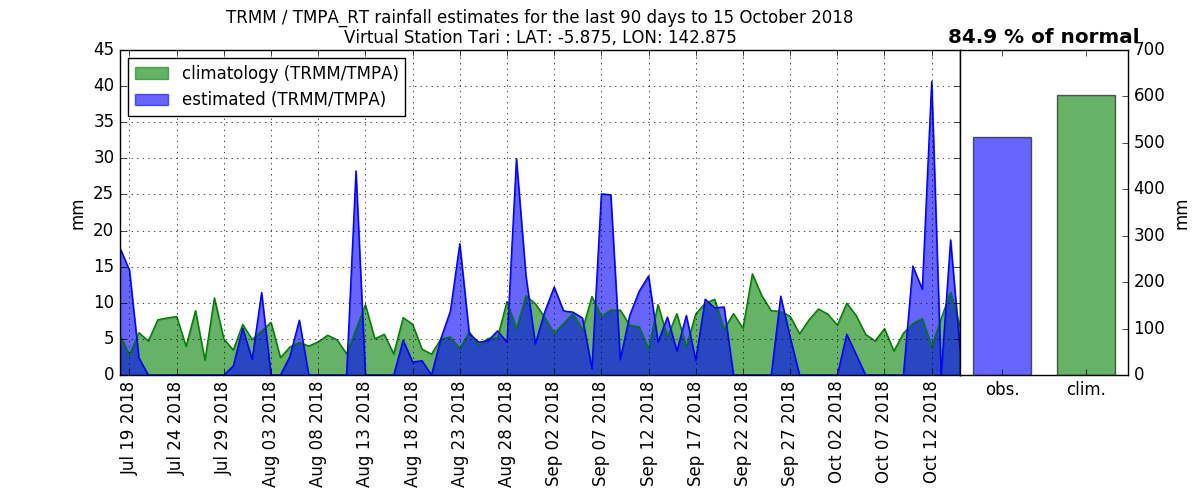 TRMM / TMPA_RT rainfall estimates for the last 90 days to 15 October 2018
Virtual Station Tari : LAT: -5.875, LON: 142.875
84.9 % of normal
climatology (TRMM/TMPA)
estimated (TRMM/TMPA)
mm
45
40
35
30
25
20
15
10
5
0
Jul 19 2018
Jul 24 2018
Jul 29 2018
Aug 03 2018
Aug 08 2018
Aug 13 2018
Aug 18 2018
Aug 23 2018
Aug 28 2018
Sep 02 2018
Sep 07 2018
Sep 12 2018
Sep 17 2018
Sep 22 2018
Sep 27 2018
Oct 02 2018
Oct 07 2018
Oct 12 2018
obs.
clim.
700
600
500
400
300
200
100
0
mm